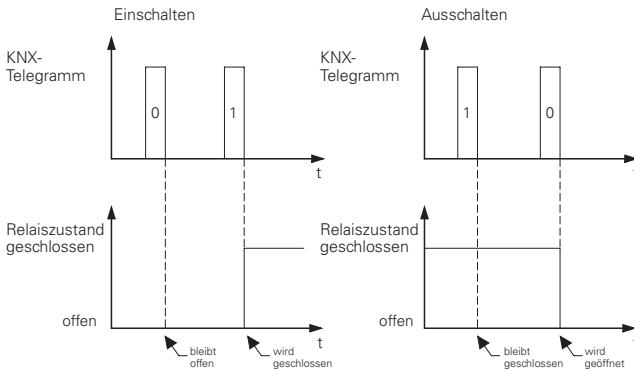 Einschalten
KNX-
Telegramm
0
1
t
Relaiszustand
geschlossen
offen
t
bleibt
offen
wird
geschlossen
Ausschalten
KNX-
Telegramm
1
0
t
Relaiszustand
geschlossen
offen
t
bleibt
geschlossen
wird
geöffnet